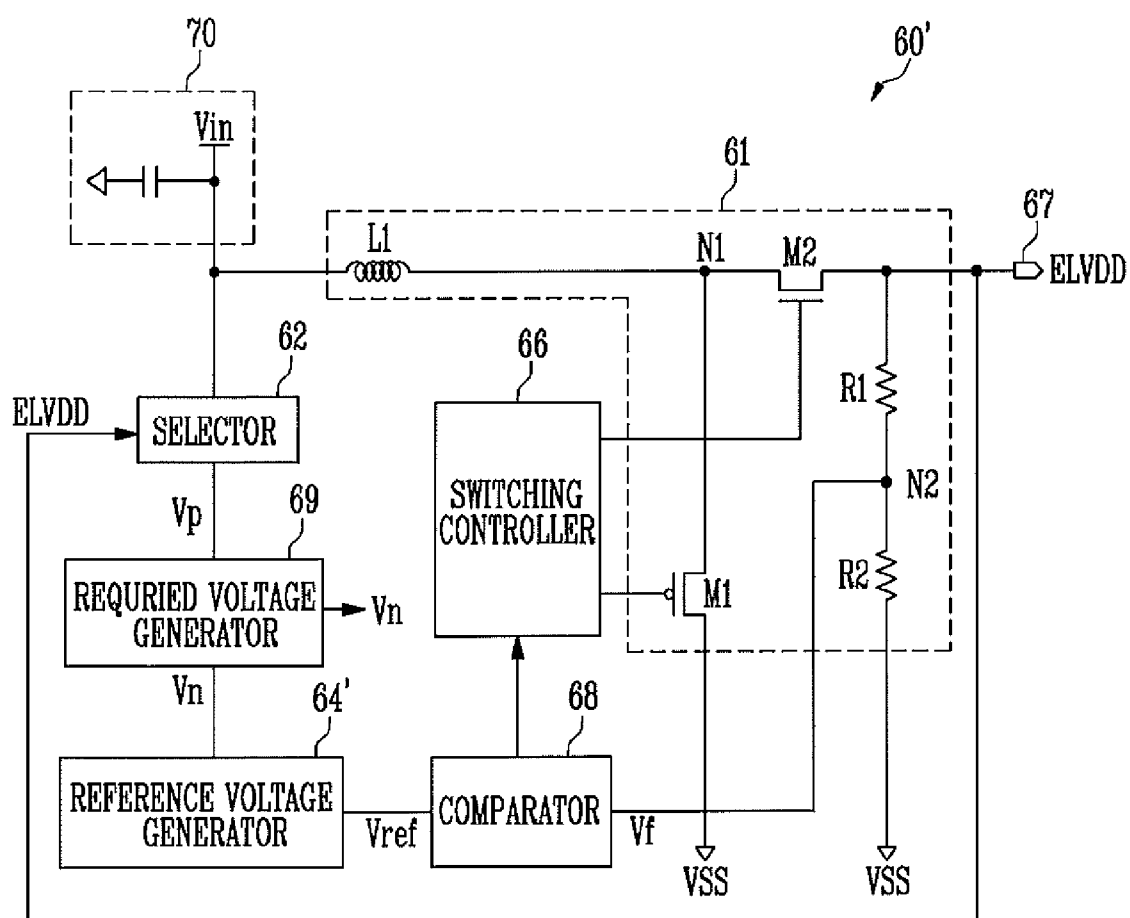 70
60'
Vin
61
67
L1
N1
M2
ELVDD
62
66
R1
ELVDD
SELECTOR
N2
SWITCHING
CONTROLLER
Vp
69
R2
REQURIED VOLTAGE
GENERATOR
Vn
M1
Vn
64'
68
REFERENCE VOLTAGE
GENERATOR
COMPARATOR
Vref
Vf
VSS
VSS